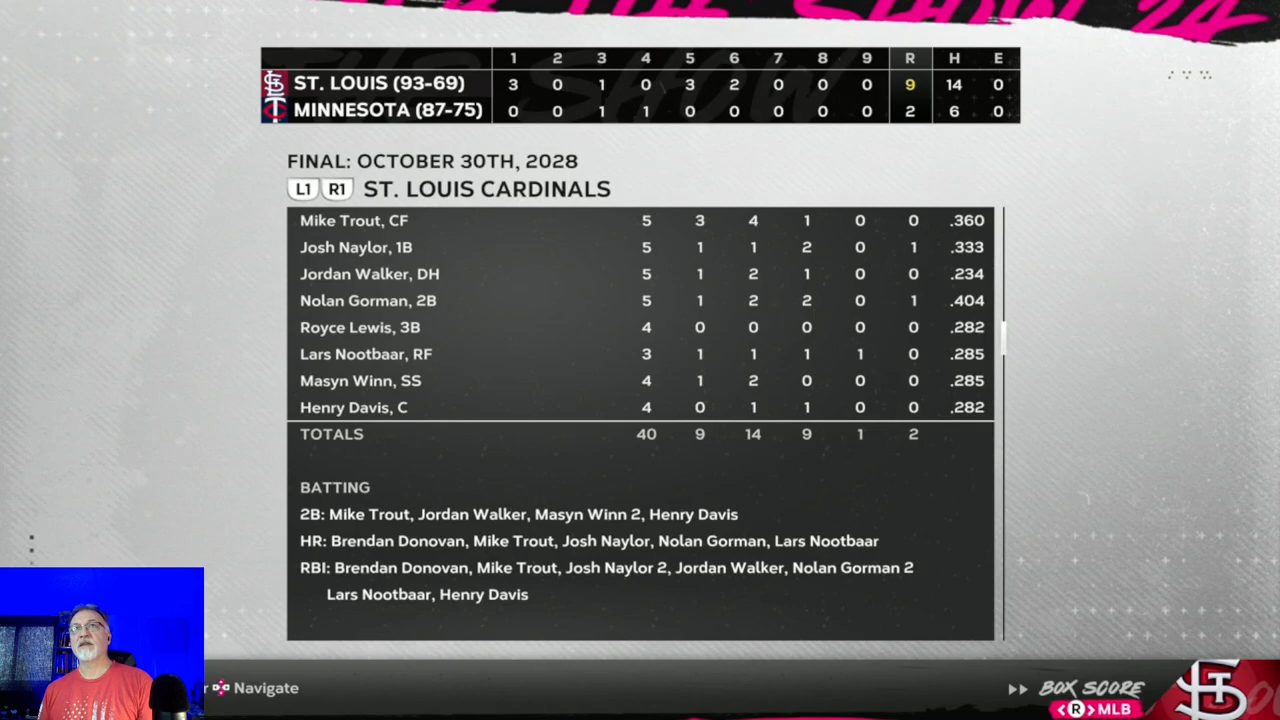 THE SHOW 24
1 2 3 4 5 6 7 8 9 R H E
ST. LOUIS (93-69) 3 0 1 0 3 2 0 0 0 9 14 0
MINNESOTA (87-75) 0 0 1 1 0 0 0 0 0 2 6 0
FINAL: OCTOBER 30TH, 2028
L1 R1 ST. LOUIS CARDINALS
Mike Trout, CF 5 3 4 1 0 0 .360
Josh Naylor, 1B 5 1 1 2 0 1 .333
Jordan Walker, DH 5 1 2 1 0 0 .234
Nolan Gorman, 2B 5 1 2 2 0 1 .404
Royce Lewis, 3B 4 0 0 0 0 0 .282
Lars Nootbaar, RF 3 1 1 1 1 0 .285
Masyn Winn, SS 4 1 2 0 0 0 .285
Henry Davis, C 4 0 1 1 0 0 .282
TOTALS 40 9 14 9 1 2
BATTING
2B: Mike Trout, Jordan Walker, Masyn Winn 2, Henry Davis
HR: Brendan Donovan, Mike Trout, Josh Naylor, Nolan Gorman, Lars Nootbaar
RBI: Brendan Donovan, Mike Trout, Josh Naylor 2, Jordan Walker, Nolan Gorman 2
Lars Nootbaar, Henry Davis
Navigate
BOX SCORE
R MLB